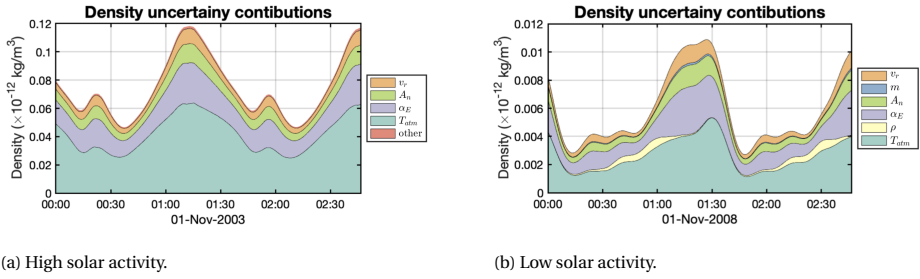 Density uncertainy contibutions
0.12
0.1
0.08
0.06
0.04
0.02
0
Density (×10⁻¹² kg/m³)
00:00 00:30 01:00 01:30 02:00 02:30
01-Nov-2003
v_r
A_n
α_E
T_atm
other
(a) High solar activity.
Density uncertainy contibutions
0.012
0.01
0.008
0.006
0.004
0.002
0
Density (×10⁻¹² kg/m³)
00:00 00:30 01:00 01:30 02:00 02:30
01-Nov-2008
v_r
m
A_n
α_E
ρ
T_atm
(b) Low solar activity.